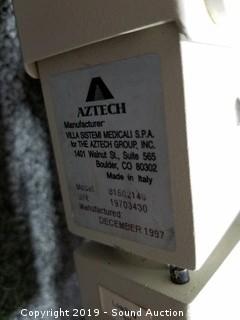 AZTECH
Manufacturer
VILLA SISTEMI MEDICALI S.P.A.
for THE AZTECH GROUP, INC.
1401 Walnut St., Suite 565
Boulder, CO 80302
Made in Italy
Model
S/N 19703430
Manufactured
DECEMBER 1997
Copyright 2019 - Sound Auction